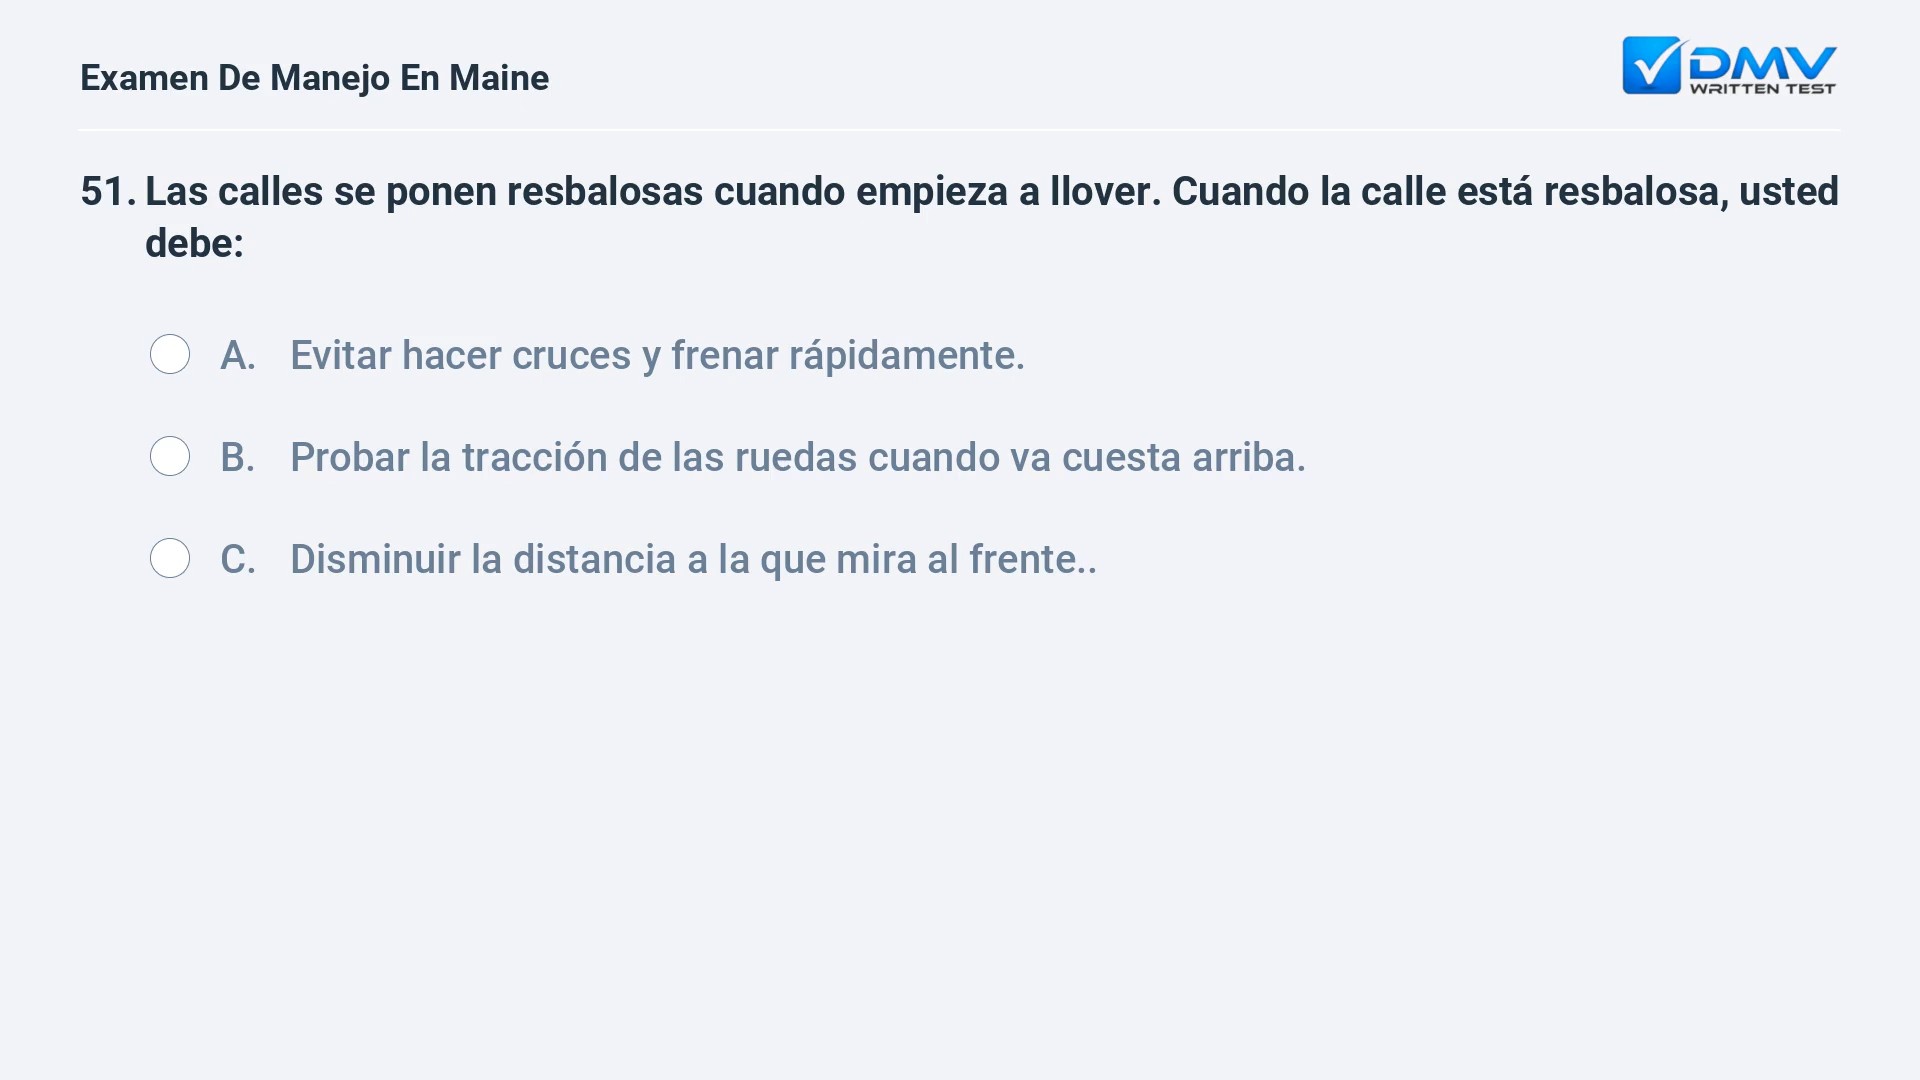 Examen De Manejo En Maine
DMV
WRITTEN TEST
51. Las calles se ponen resbalosas cuando empieza a llover. Cuando la calle está resbalosa, usted
debe:
A. Evitar hacer cruces y frenar rápidamente.
B. Probar la tracción de las ruedas cuando va cuesta arriba.
C. Disminuir la distancia a la que mira al frente..